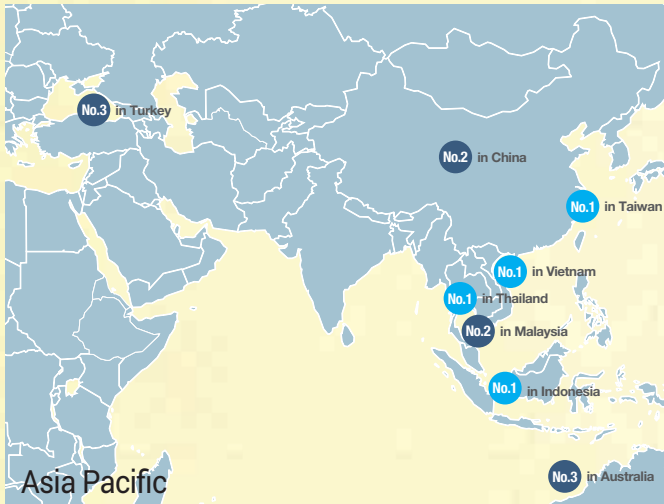 No.3 in Turkey
No.2 in China
No.1 in Taiwan
No.1 in Vietnam
No.1 in Thailand
No.2 in Malaysia
No.1 in Indonesia
No.3 in Australia
Asia Pacific